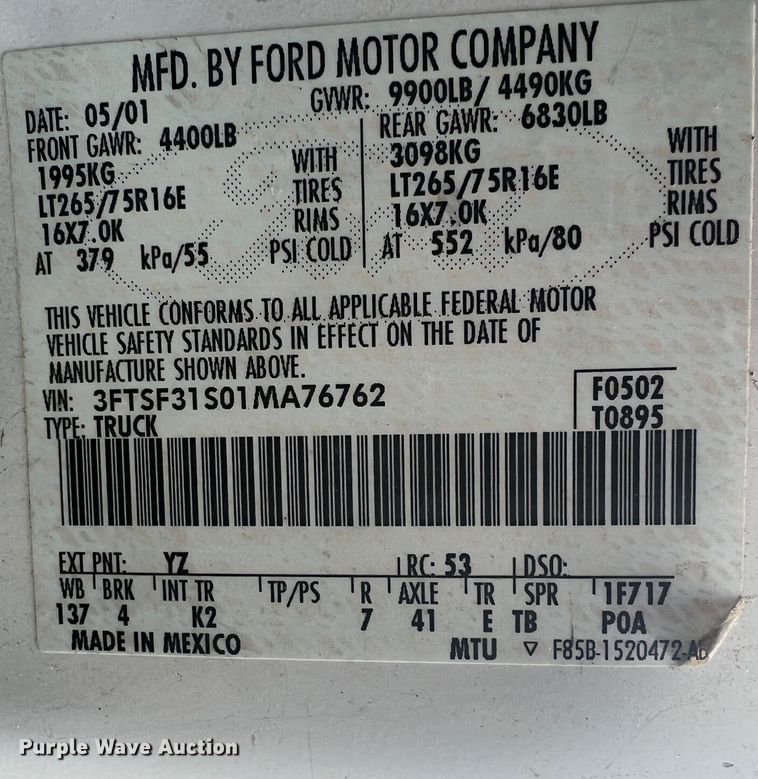 MFD. BY FORD MOTOR COMPANY
DATE: 05/01 GVWR: 9900LB/ 4490KG
FRONT GAWR: 4400LB REAR GAWR: 6830LB
1995KG WITH 3098KG WITH
LT265/75R16E TIRES LT265/75R16E TIRES
16X7.0K RIMS 16X7.0K RIMS
AT 379 kPa/55 PSI COLD AT 552 kPa/80 PSI COLD
THIS VEHICLE CONFORMS TO ALL APPLICABLE FEDERAL MOTOR
VEHICLE SAFETY STANDARDS IN EFFECT ON THE DATE OF
MANUFACTURE SHOWN ABOVE.
VIN: 3FTSF31S01MA76762 F0502
TYPE: TRUCK T0895
EXT PNT: YZ RC: 53 DSO:
WB BRK INT TR TP/PS R AXLE TR SPR 1F717
137 4 K2 7 41 E TB P0A
MADE IN MEXICO MTU ▽ F85B-1520472-
Purple Wave Auction